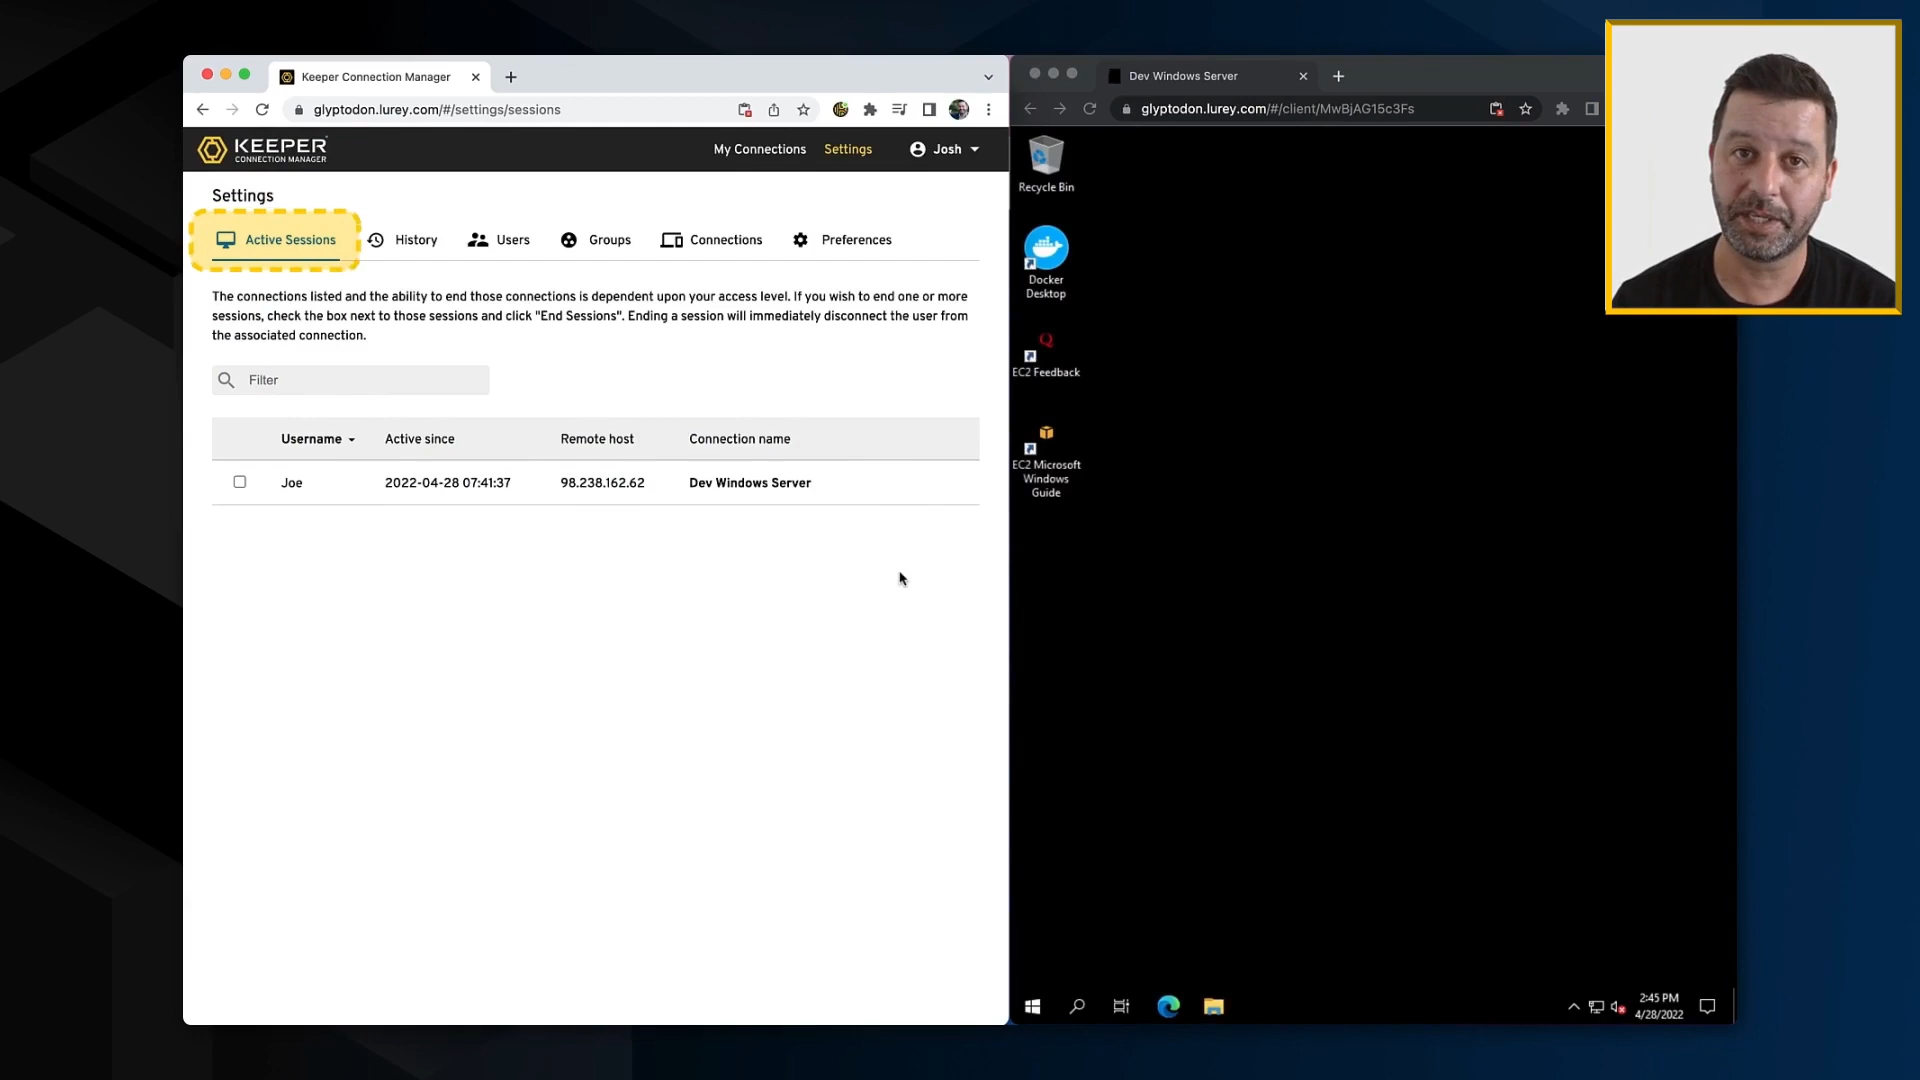 Keeper Connection Manager
glyptodon.lurey.com/#/settings/sessions
KEEPER
CONNECTION MANAGER
My Connections
Settings
Josh
Settings
Active Sessions
History
Users
Groups
Connections
Preferences
The connections listed and the ability to end those connections is dependent upon your access level. If you wish to end one or more
sessions, check the box next to those sessions and click "End Sessions". Ending a session will immediately disconnect the user from
the associated connection.
Filter
Username Active since Remote host Connection name
Joe 2022-04-28 07:41:37 98.238.162.62 Dev Windows Server
Dev Windows Server
glyptodon.lurey.com/#/client/MwBjAG15c3Fs
Recycle Bin
Docker
Desktop
Q
EC2 Feedback
EC2 Microsoft
Windows
Guide
2:45 PM
4/28/2022